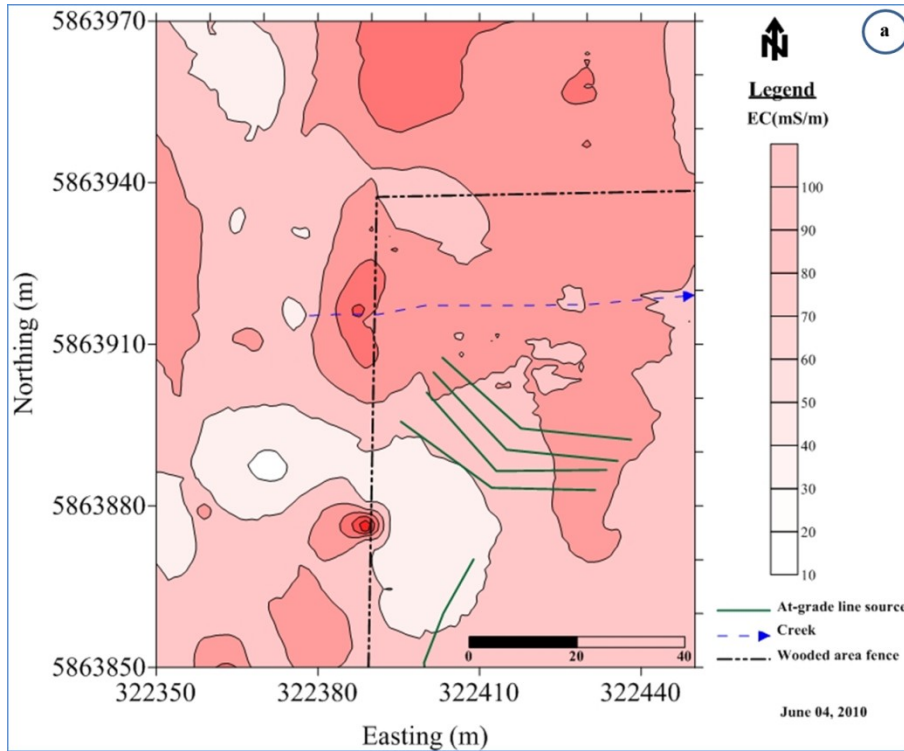 a
N
Legend
EC(mS/m)
100
90
80
70
60
50
40
30
20
10
At-grade line source
Creek
Wooded area fence
June 04, 2010
5863970
5863940
5863910
5863880
5863850
Northing (m)
0 20 40
322350 322380 322410 322440
Easting (m)